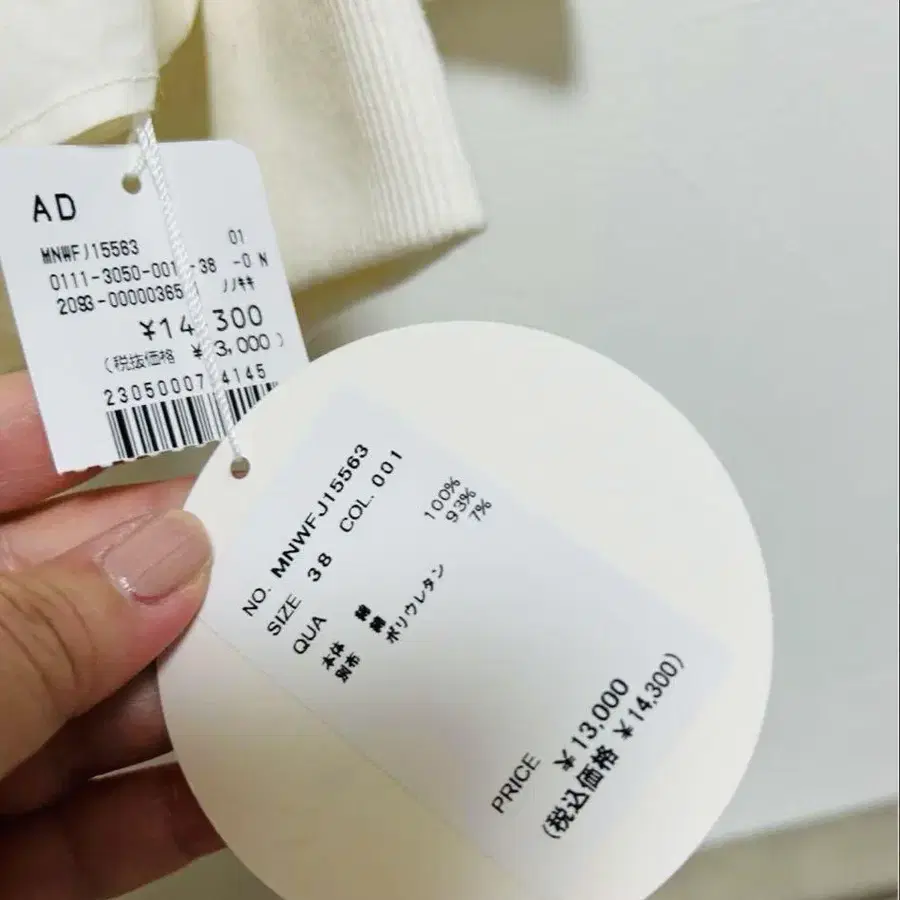 AD
MNWFJ15563 01
0111-3050-001-38 -0 N
2093-00000365 ノノキキ
¥14,300
(税抜価格 ¥13,000)
23050007 4145
NO. MNWFJ15563
SIZE 38 COL. 001
QUA
本体 綿 100%
別布 綿 93%
ポリウレタン 7%
PRICE ¥13,000
(税込価格 ¥14,300)